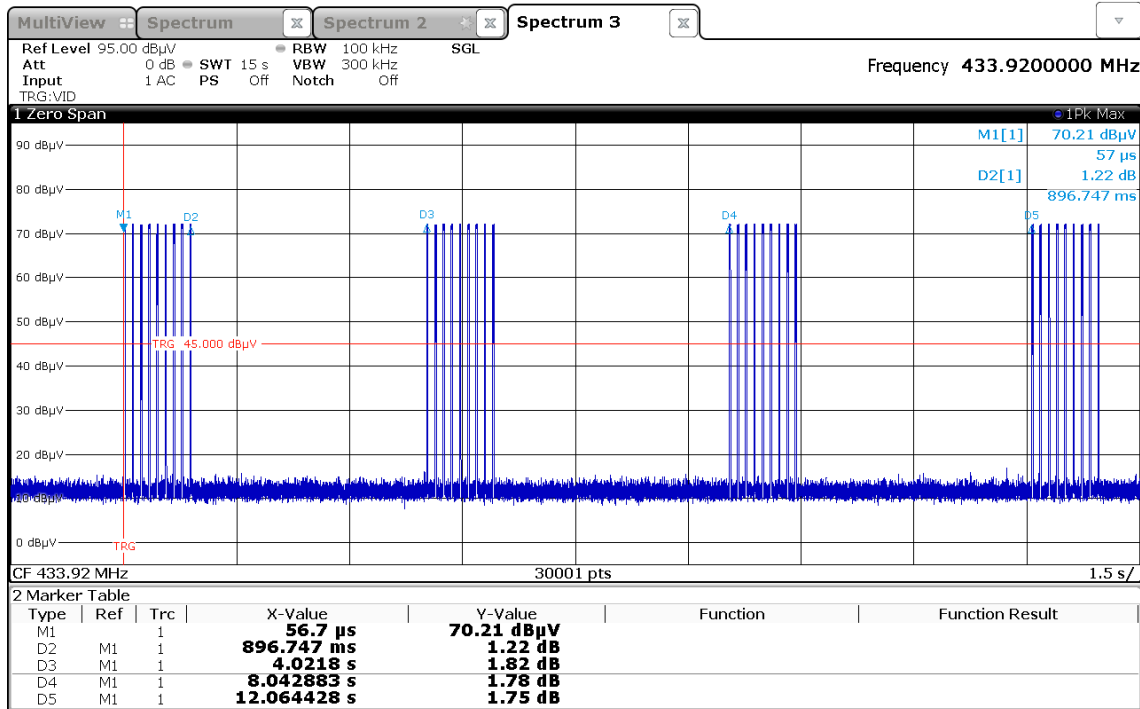 MultiView Spectrum Spectrum 2 Spectrum 3
Ref Level 95.00 dBµV RBW 100 kHz SGL
Att 0 dB SWT 15 s VBW 300 kHz
Input 1 AC PS Off Notch Off
Frequency 433.9200000 MHz
TRG:VID
1 Zero Span 1Pk Max
M1[1] 70.21 dBµV
57 µs
D2[1] 1.22 dB
896.747 ms
90 dBµV
80 dBµV
M1 D2 D3 D4 D5
70 dBµV
60 dBµV
50 dBµV
TRG 45.000 dBµV
40 dBµV
30 dBµV
20 dBµV
10 dBµV
0 dBµV
TRG
CF 433.92 MHz 30001 pts 1.5 s/
2 Marker Table
Type Ref Trc X-Value Y-Value Function Function Result
M1 1 56.7 µs 70.21 dBµV
D2 M1 1 896.747 ms 1.22 dB
D3 M1 1 4.0218 s 1.82 dB
D4 M1 1 8.042883 s 1.78 dB
D5 M1 1 12.064428 s 1.75 dB